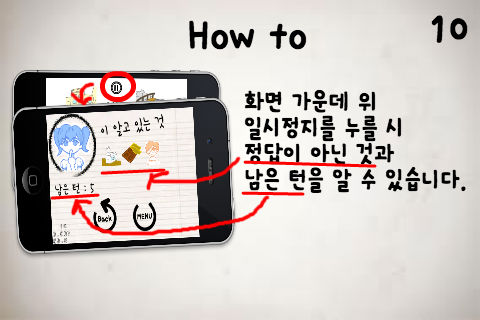 How to
10
이 알고 있는 것
남은 턴 : 5
Back
MENU
화면 가운데 위
일시정지를 누를 시
정답이 아닌 것과
남은 턴을 알 수 있습니다.